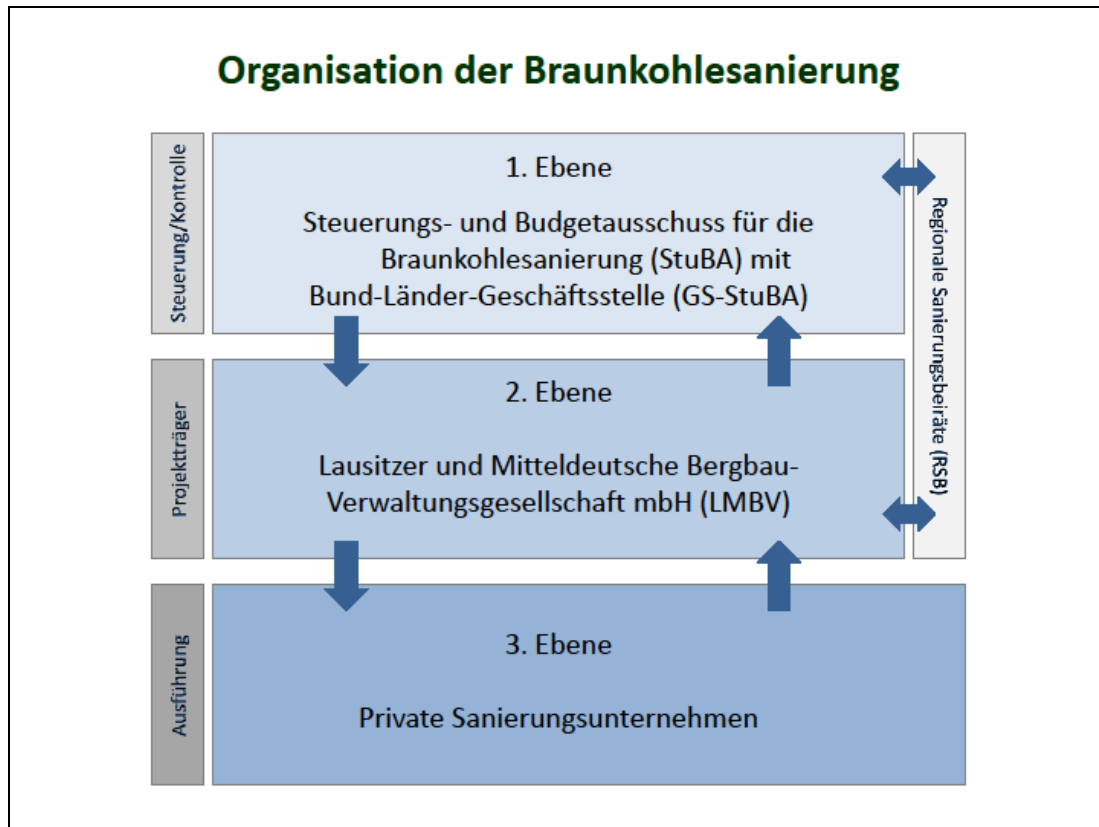 Organisation der Braunkohlesanierung
Steuerung/Kontrolle
1. Ebene
Steuerungs- und Budgetausschuss für die
Braunkohlesanierung (StuBA) mit
Bund-Länder-Geschäftsstelle (GS-StuBA)
Regionale Sanierungsbeiräte (RSB)
Projektträger
2. Ebene
Lausitzer und Mitteldeutsche Bergbau-
Verwaltungsgesellschaft mbH (LMBV)
Ausführung
3. Ebene
Private Sanierungsunternehmen